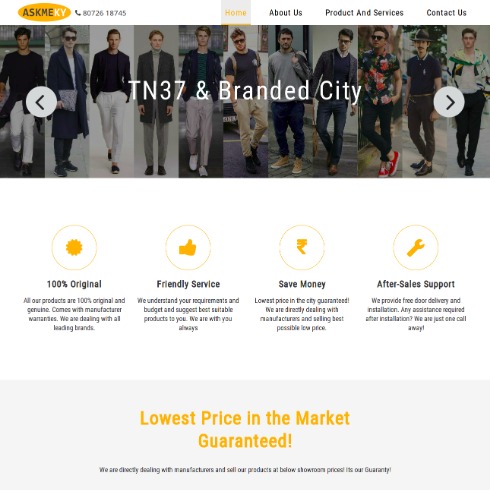 ASKMEKY
80726 18745
Home
About Us
Product And Services
Contact Us
TN37 & Branded City
100% Original
All our products are 100% original and
genuine. Comes with manufacturer
warranties. We are dealing with all
leading brands.
Friendly Service
We understand your requirements and
budget and suggest best suitable
products to you. We are with you
always
Save Money
Lowest price in the city guaranteed!
We are directly dealing with
manufacturers and selling best
possible low price.
After-Sales Support
We provide free door delivery and
installation. Any assistance required
after installation? We are just one call
away!
Lowest Price in the Market
Guaranteed!
We are directly dealing with manufacturers and sell our products at below showroom prices! Its our Guaranty!